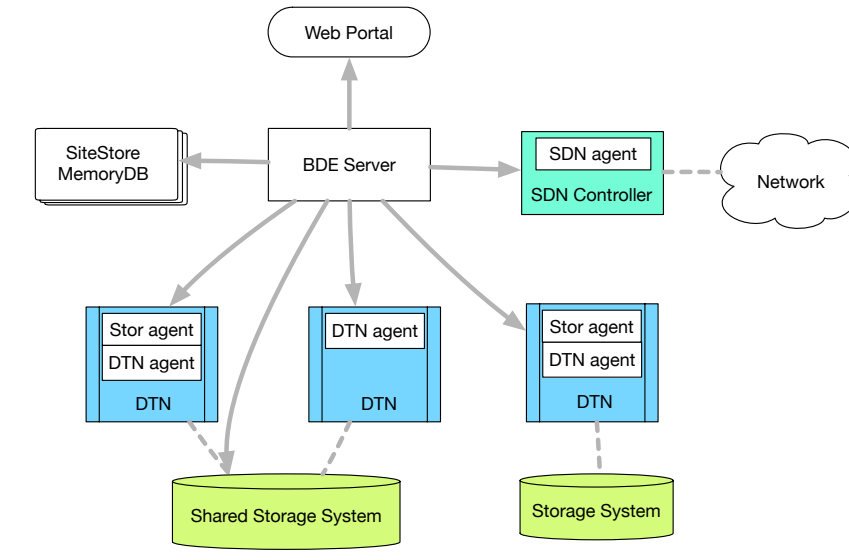 Web Portal
SiteStore
MemoryDB
BDE Server
SDN agent
SDN Controller
Network
Stor agent
DTN agent
DTN
DTN agent
DTN
Stor agent
DTN agent
DTN
Shared Storage System
Storage System